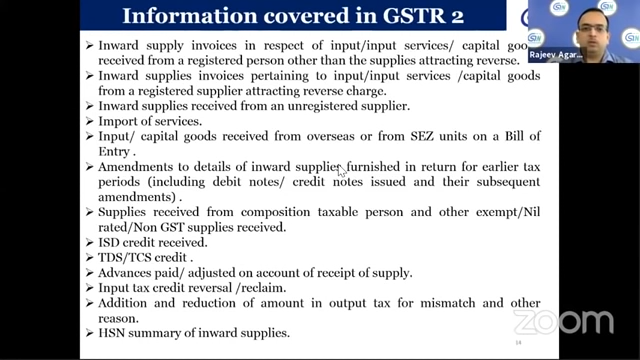 Information covered in GSTR 2
➢ Inward supply invoices in respect of input/input services/ capital
received from a registered person other than the supplies attracting reverse.
➢ Inward supplies invoices pertaining to input/input services /capital goods
from a registered supplier attracting reverse charge.
➢ Inward supplies received from an unregistered supplier.
➢ Import of services.
➢ Input/ capital goods received from overseas or from SEZ units on a Bill of
Entry .
➢ Amendments to details of inward supplies furnished in return for earlier tax
periods (including debit notes/ credit notes issued and their subsequent
amendments) .
➢ Supplies received from composition taxable person and other exempt/Nil
rated/Non GST supplies received.
➢ ISD credit received.
➢ TDS/TCS credit .
➢ Advances paid/ adjusted on account of receipt of supply.
➢ Input tax credit reversal /reclaim.
➢ Addition and reduction of amount in output tax for mismatch and other
reason.
➢ HSN summary of inward supplies.
Rajeev Agar...
zoom
14